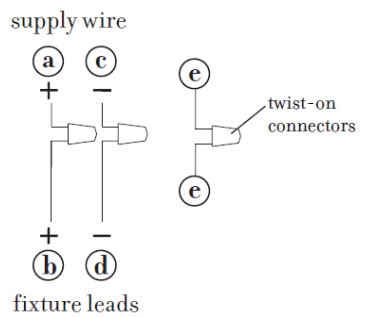 supply wire
a c
+ −
e
twist-on
connectors
e
+ −
b d
fixture leads